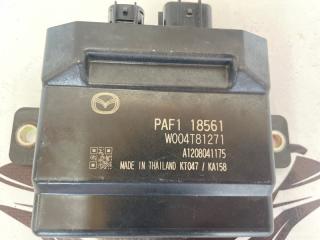 PAF1 18561
W004T81271
A1208041175
MADE IN THAILAND KT047 / KA158